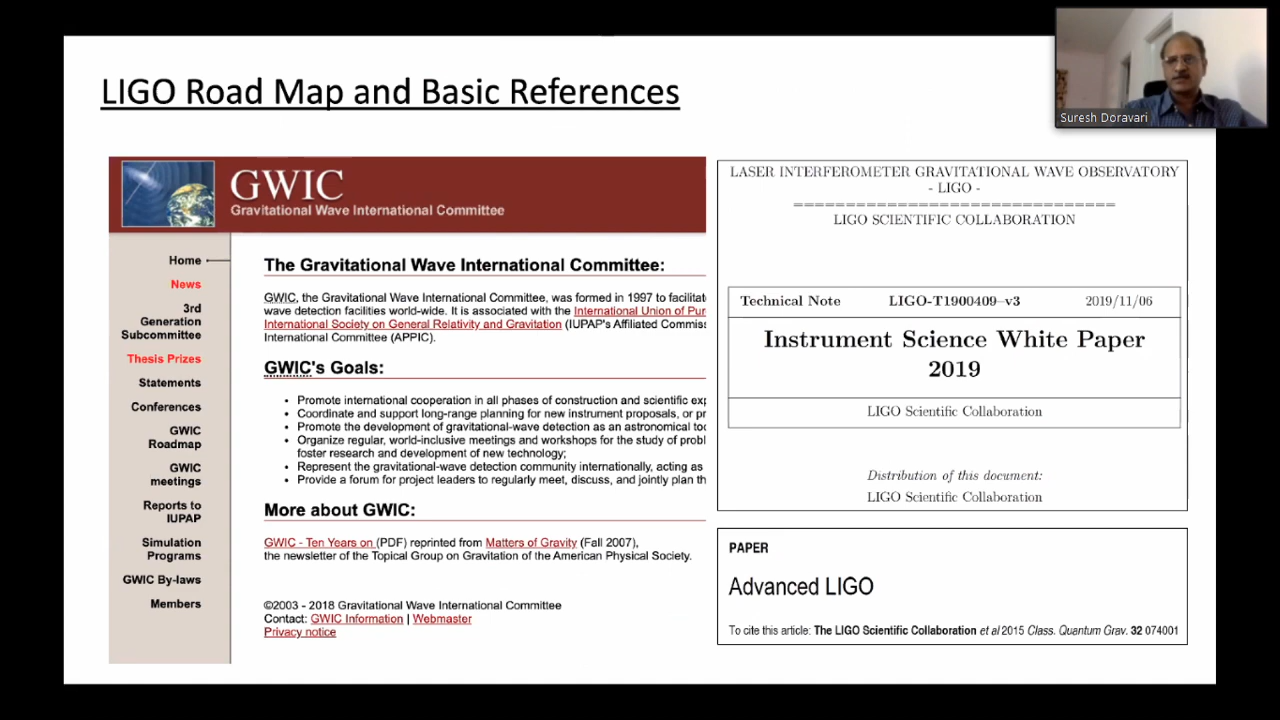 LIGO Road Map and Basic References
Suresh Doravari
GWIC
Gravitational Wave International Committee
Home
News
3rd
Generation
Subcommittee
Thesis Prizes
Statements
Conferences
GWIC
Roadmap
GWIC
meetings
Reports to
IUPAP
Simulation
Programs
GWIC By-laws
Members
The Gravitational Wave International Committee:
GWIC, the Gravitational Wave International Committee, was formed in 1997 to facilitat
wave detection facilities world-wide. It is associated with the International Union of Pur
International Society on General Relativity and Gravitation (IUPAP's Affiliated Commis
International Committee (APPIC).
GWIC's Goals:
• Promote international cooperation in all phases of construction and scientific exp
• Coordinate and support long-range planning for new instrument proposals, or pr
• Promote the development of gravitational-wave detection as an astronomical too
• Organize regular, world-inclusive meetings and workshops for the study of probl
foster research and development of new technology;
• Represent the gravitational-wave detection community internationally, acting as
• Provide a forum for project leaders to regularly meet, discuss, and jointly plan th
More about GWIC:
GWIC - Ten Years on (PDF) reprinted from Matters of Gravity (Fall 2007),
the newsletter of the Topical Group on Gravitation of the American Physical Society.
©2003 - 2018 Gravitational Wave International Committee
Contact: GWIC Information | Webmaster
Privacy notice
LASER INTERFEROMETER GRAVITATIONAL WAVE OBSERVATORY
- LIGO -
==============================
LIGO SCIENTIFIC COLLABORATION
Technical Note LIGO-T1900409–v3 2019/11/06
Instrument Science White Paper
2019
LIGO Scientific Collaboration
Distribution of this document:
LIGO Scientific Collaboration
PAPER
Advanced LIGO
To cite this article: The LIGO Scientific Collaboration et al 2015 Class. Quantum Grav. 32 074001